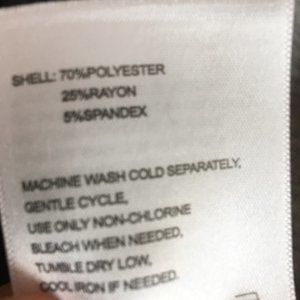 SHELL: 70%POLYESTER
25%RAYON
5%SPANDEX
MACHINE WASH COLD SEPARATELY,
GENTLE CYCLE,
USE ONLY NON-CHLORINE
BLEACH WHEN NEEDED,
TUMBLE DRY LOW,
COOL IRON IF NEEDED.